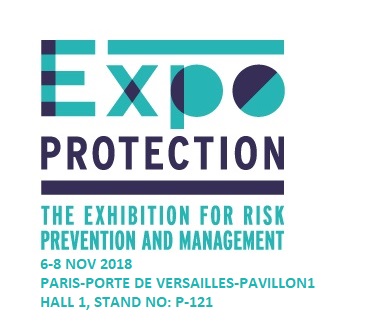 Expo
PROTECTION
THE EXHIBITION FOR RISK
PREVENTION AND MANAGEMENT
6-8 NOV 2018
PARIS-PORTE DE VERSAILLES-PAVILLON1
HALL 1, STAND NO: P-121